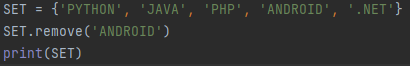 SET = {'PYTHON', 'JAVA', 'PHP', 'ANDROID', '.NET'}
SET.remove('ANDROID')
print(SET)